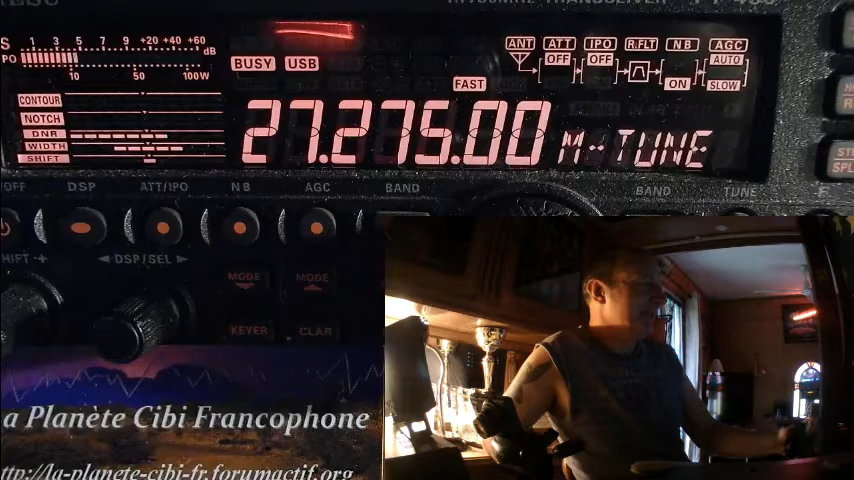 S 1 3 5 7 9 +20 +40 +60 dB
PO 10 50 100W
BUSY USB
FAST
ANT ATT IPO R.FLT NB AGC
OFF OFF AUTO
ON SLOW
CONTOUR
NOTCH
DNR
WIDTH
SHIFT
27.275.00 M-TUNE
/OFF DSP ATT/IPO NB AGC BAND BAND TUNE
SHIFT ◄DSP/SEL►
MODE MODE
KEYER CLAR
a Planète Cibi Francophone
ttp://la-planete-cibi-fr.forumactif.org